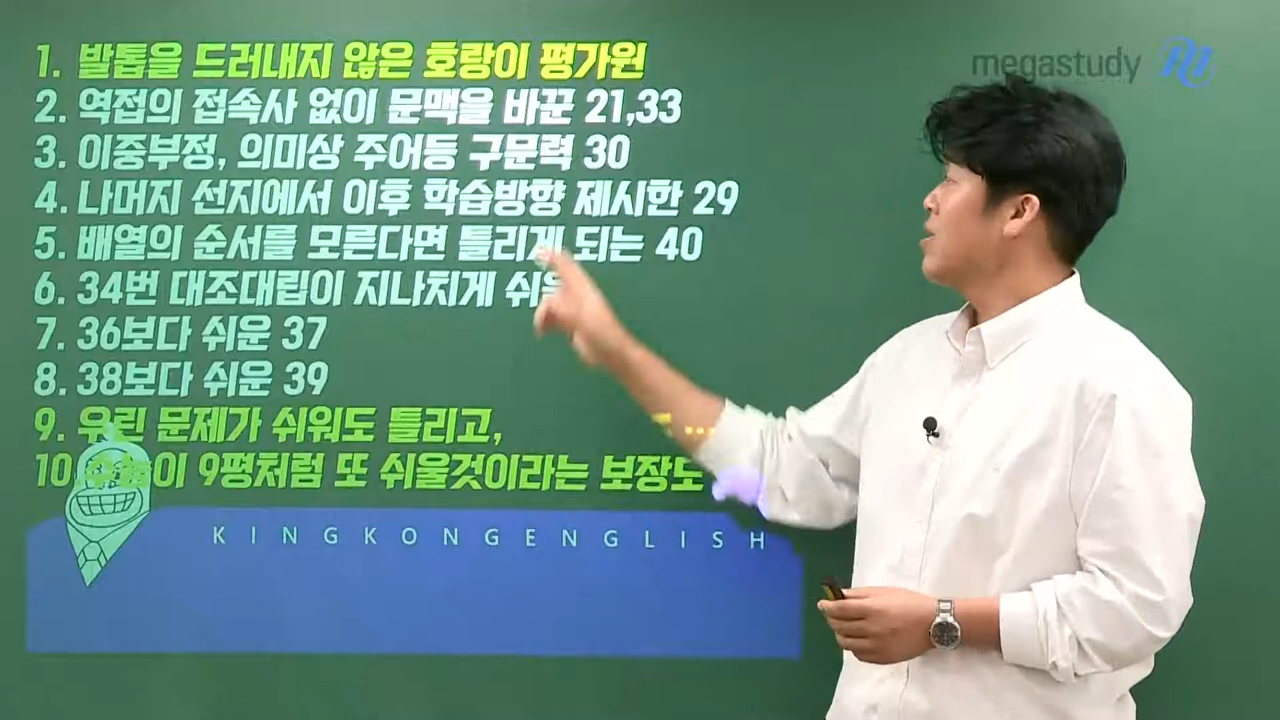 megastudy
1. 발톱을 드러내지 않은 호랑이 평가원
2. 역접의 접속사 없이 문맥을 바꾼 21,33
3. 이중부정, 의미상 주어등 구문력 30
4. 나머지 선지에서 이후 학습방향 제시한 29
5. 배열의 순서를 모른다면 틀리게 되는 40
6. 34번 대조대립이 지나치게
7. 36보다 쉬운 37
8. 38보다 쉬운 39
9. 우린 문제가 쉬워도 틀리고,
10. 수능이 9평처럼 또 쉬울것이라는 보장도
KINGKONGENGLISH